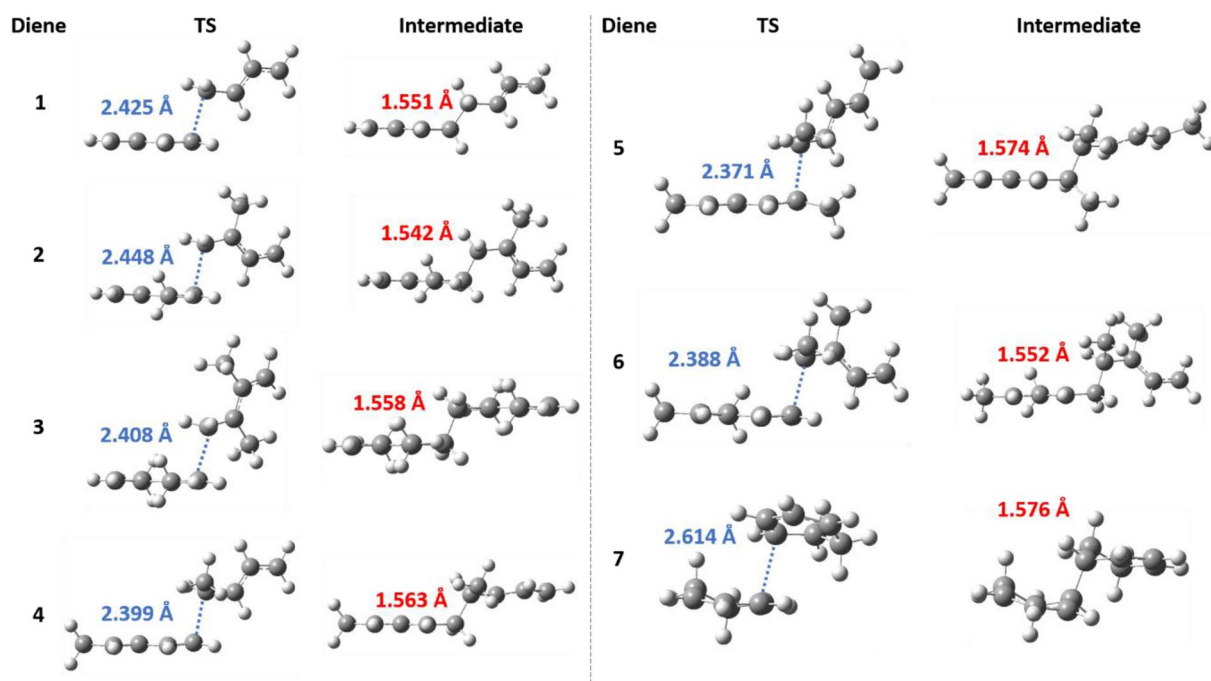 Diene TS Intermediate
1 2.425 Å 1.551 Å
2 2.448 Å 1.542 Å
3 2.408 Å 1.558 Å
4 2.399 Å 1.563 Å
Diene TS Intermediate
5 2.371 Å 1.574 Å
6 2.388 Å 1.552 Å
7 2.614 Å 1.576 Å